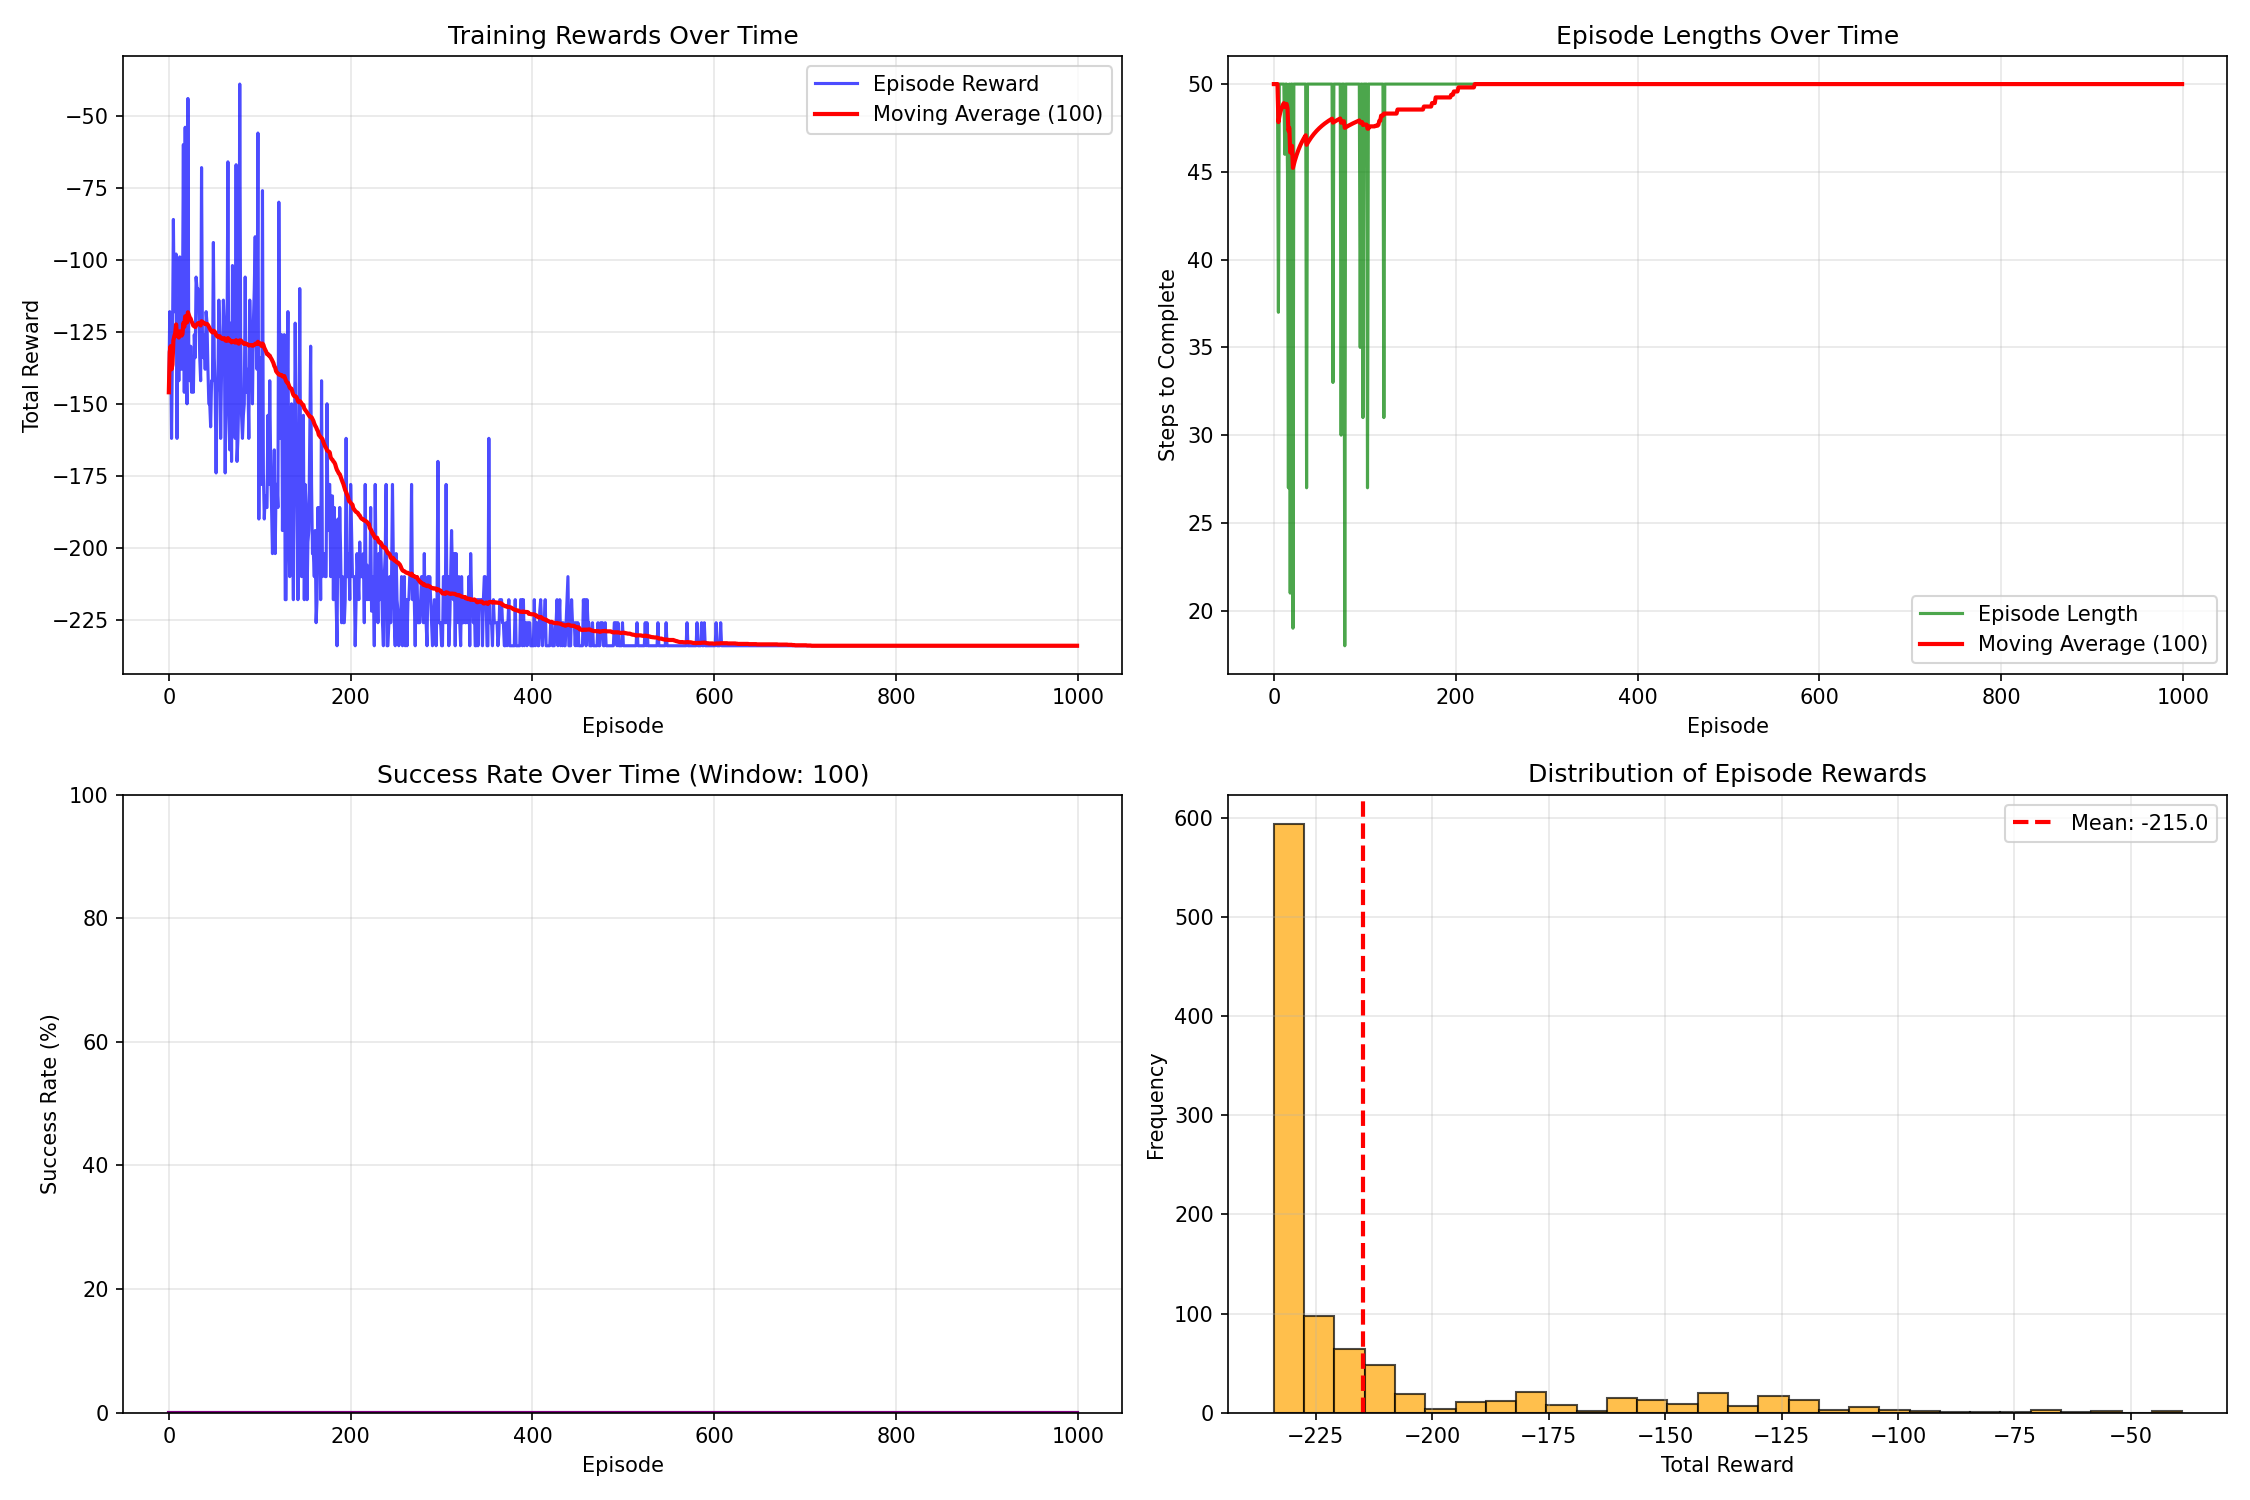 Training Rewards Over Time
Total Reward
−50
−75
−100
−125
−150
−175
−200
−225
Episode Reward
Moving Average (100)
0 200 400 600 800 1000
Episode
Episode Lengths Over Time
Steps to Complete
50
45
40
35
30
25
20
Episode Length
Moving Average (100)
0 200 400 600 800 1000
Episode
Success Rate Over Time (Window: 100)
Success Rate (%)
100
80
60
40
20
0
0 200 400 600 800 1000
Episode
Distribution of Episode Rewards
Frequency
600
500
400
300
200
100
0
Mean: -215.0
−225 −200 −175 −150 −125 −100 −75 −50
Total Reward